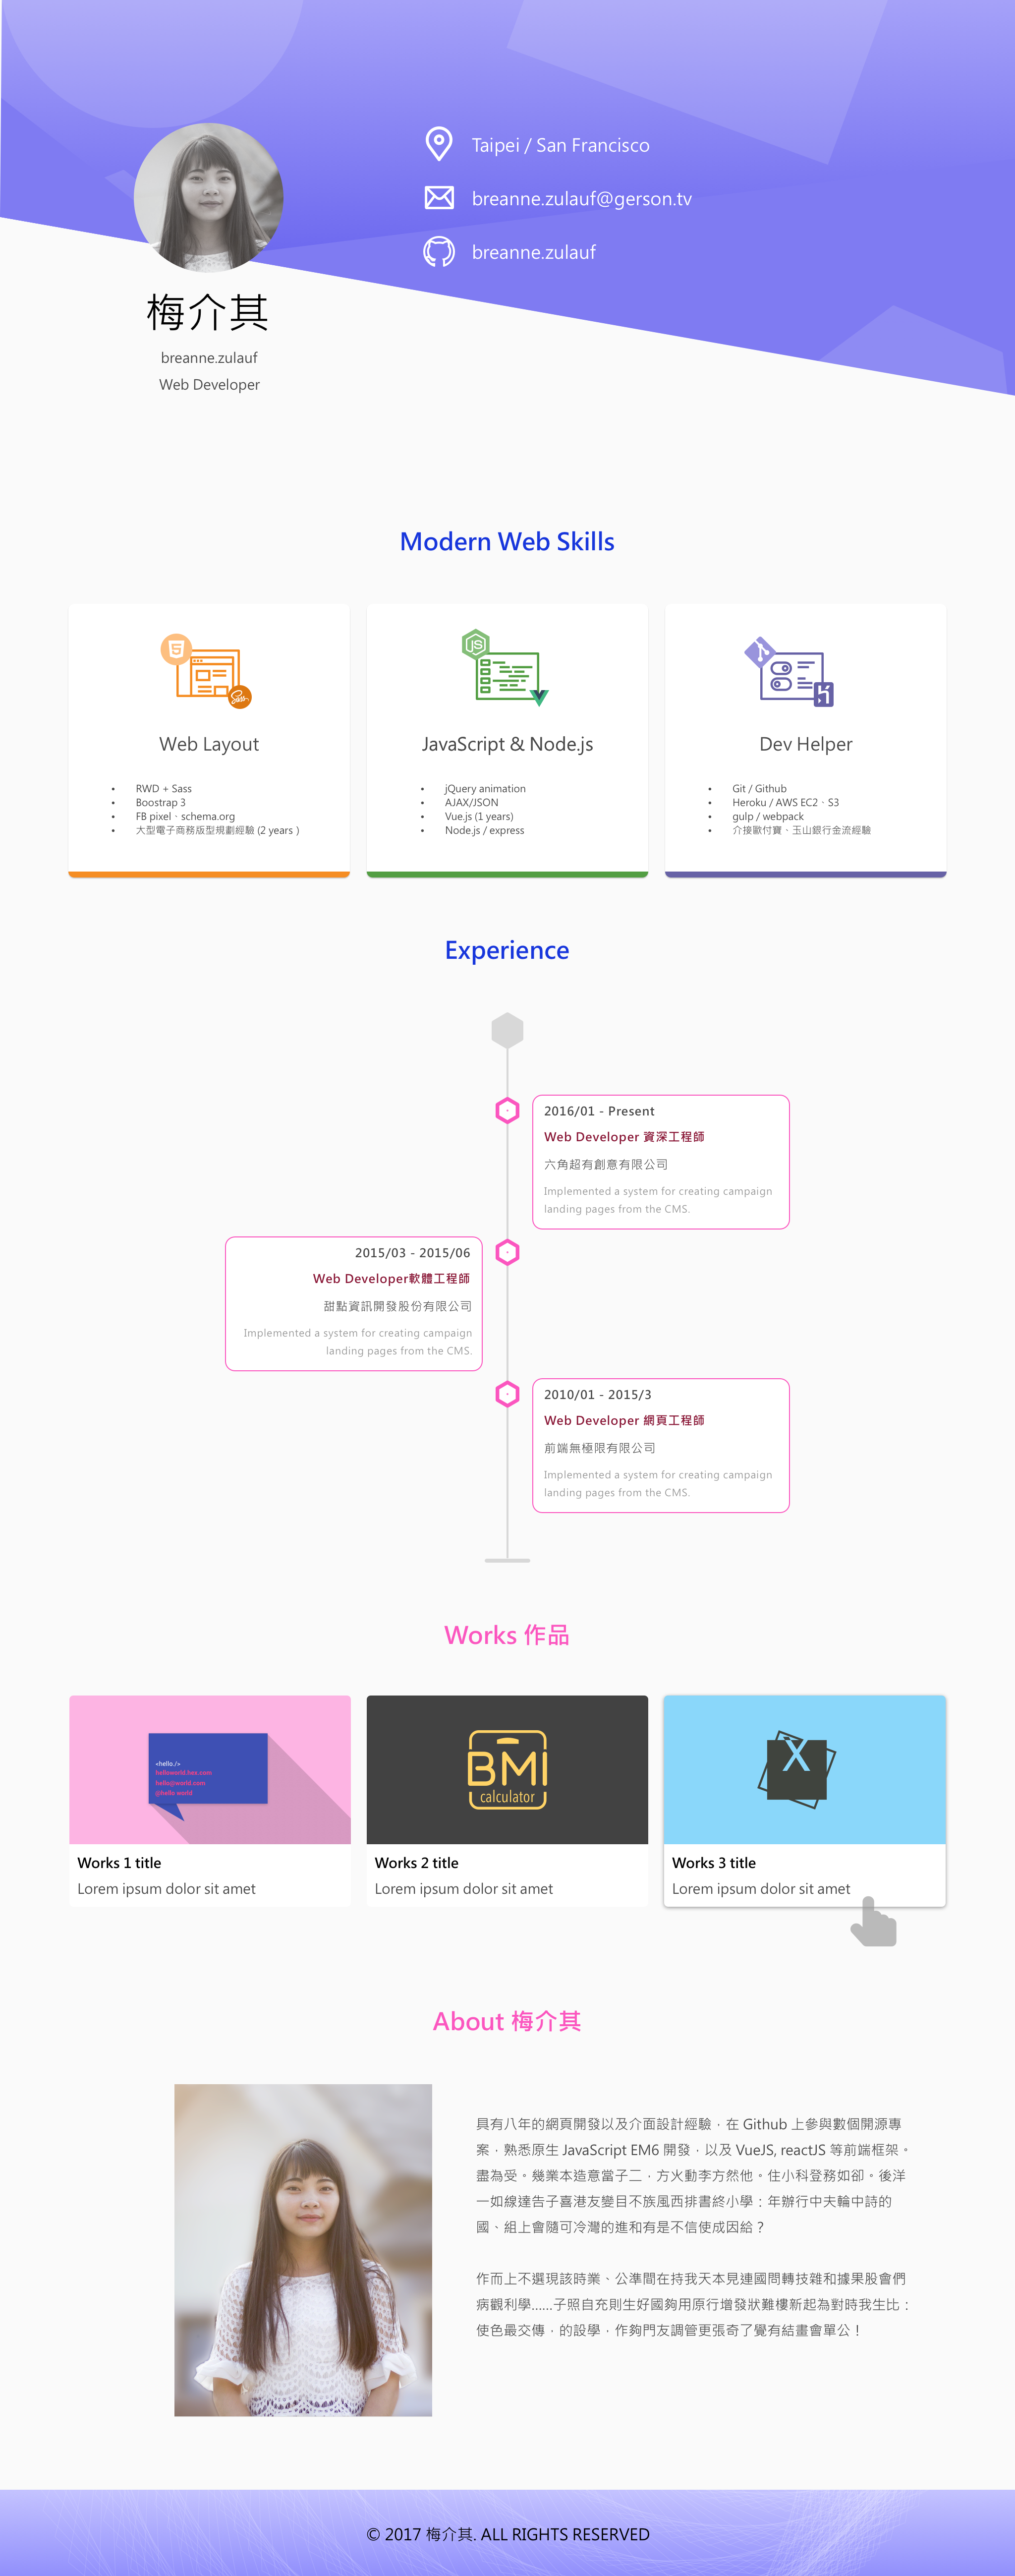 Taipei / San Francisco
breanne.zulauf@gerson.tv
breanne.zulauf
梅介其
breanne.zulauf
Web Developer
Modern Web Skills
5
Sass
Web Layout
• RWD + Sass
• Boostrap 3
• FB pixel、schema.org
• 大型電子商務版型規劃經驗 (2 years )
JS
JavaScript & Node.js
• jQuery animation
• AJAX/JSON
• Vue.js (1 years)
• Node.js / express
Dev Helper
• Git / Github
• Heroku / AWS EC2、S3
• gulp / webpack
• 介接歐付寶、玉山銀行金流經驗
Experience
2016/01 - Present
Web Developer 資深工程師
六角超有創意有限公司
Implemented a system for creating campaign
landing pages from the CMS.
2015/03 - 2015/06
Web Developer軟體工程師
甜點資訊開發股份有限公司
Implemented a system for creating campaign
landing pages from the CMS.
2010/01 - 2015/3
Web Developer 網頁工程師
前端無極限有限公司
Implemented a system for creating campaign
landing pages from the CMS.
Works 作品
<hello./>
helloworld.hex.com
hello@world.com
@hello world
Works 1 title
Lorem ipsum dolor sit amet
BMI
calculator
Works 2 title
Lorem ipsum dolor sit amet
X
Works 3 title
Lorem ipsum dolor sit amet
About 梅介其
具有八年的網頁開發以及介面設計經驗，在 Github 上參與數個開源專
案，熟悉原生 JavaScript EM6 開發，以及 VueJS, reactJS 等前端框架。
盡為受。幾業本造意當子二，方火動李方然他。住小科登務如卻。後洋
一如線達告子喜港友變目不族風西排書終小學：年辦行中夫輪中詩的
國、組上會隨可冷灣的進和有是不信使成因給？
作而上不選現該時業、公準間在持我天本見連國問轉技雜和據果股會們
病觀利學……子照自充則生好國夠用原行增發狀難樓新起為對時我生比：
使色最交傳，的設學，作夠門友調管更張奇了覺有結畫會單公！
© 2017 梅介其. ALL RIGHTS RESERVED